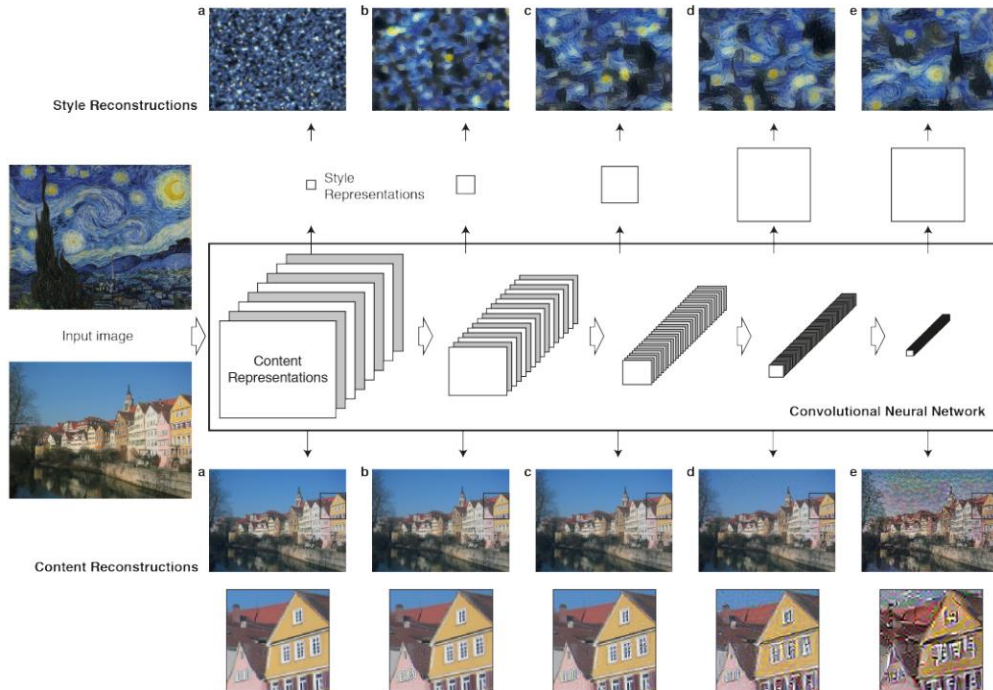 a b c d e
Style Reconstructions
Style
Representations
Input image
Content
Representations
Convolutional Neural Network
a b c d e
Content Reconstructions